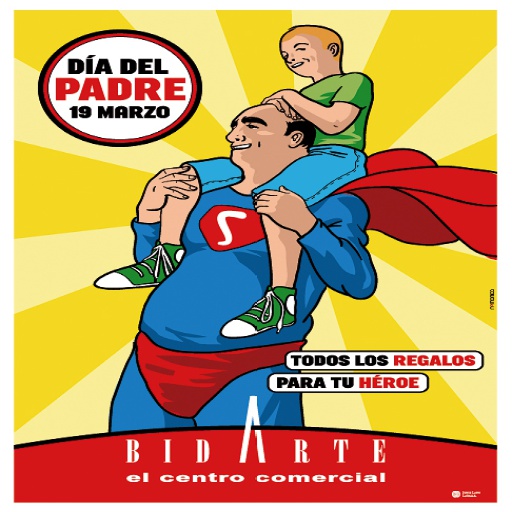 DÍA DEL
PADRE
19 MARZO
S
TODOS LOS REGALOS
PARA TU HÉROE
BIDARTE
el centro comercial